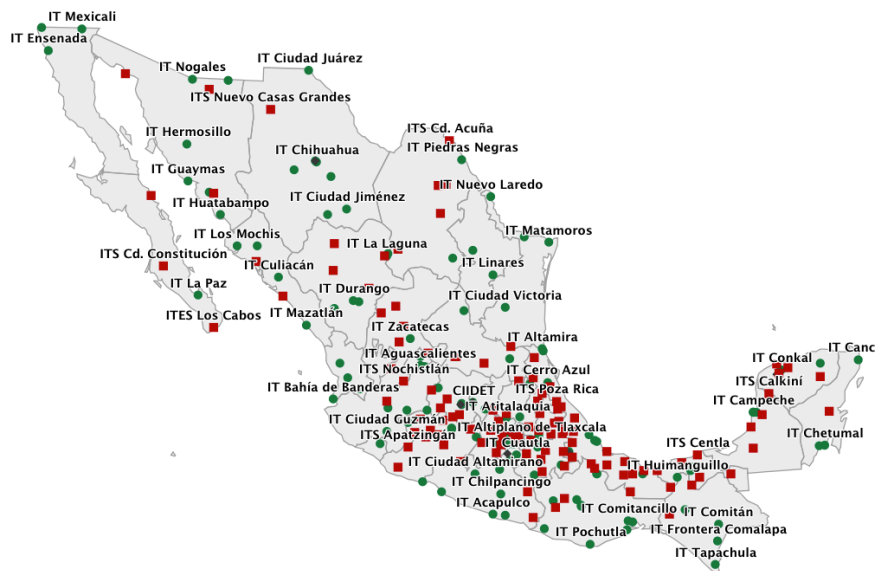 IT Mexicali
IT Ensenada
IT Nogales
IT Ciudad Juárez
ITS Nuevo Casas Grandes
ITS Cd. Acuña
IT Hermosillo
IT Chihuahua
IT Piedras Negras
IT Guaymas
IT Nuevo Laredo
IT Huatabampo
IT Ciudad Jiménez
IT Los Mochis
IT La Laguna
IT Matamoros
ITS Cd. Constitución
IT Culiacán
IT Linares
IT La Paz
IT Durango
IT Ciudad Victoria
ITES Los Cabos
IT Mazatlán
IT Zacatecas
IT Altamira
IT Aguascalientes
IT Conkal
IT Canc
ITS Nochistlán
IT Cerro Azul
ITS Calkiní
IT Bahía de Banderas
CIIDET
ITS Poza Rica
IT Campeche
IT Atitalaquia
IT Ciudad Guzmán
IT Altiplano de Tlaxcala
ITS Apatzingán
IT Cuautla
ITS Centla
IT Chetumal
IT Ciudad Altamirano
IT Huimanguillo
IT Chilpancingo
IT Acapulco
IT Comitancillo
IT Comitán
IT Pochutla
IT Frontera Comalapa
IT Tapachula